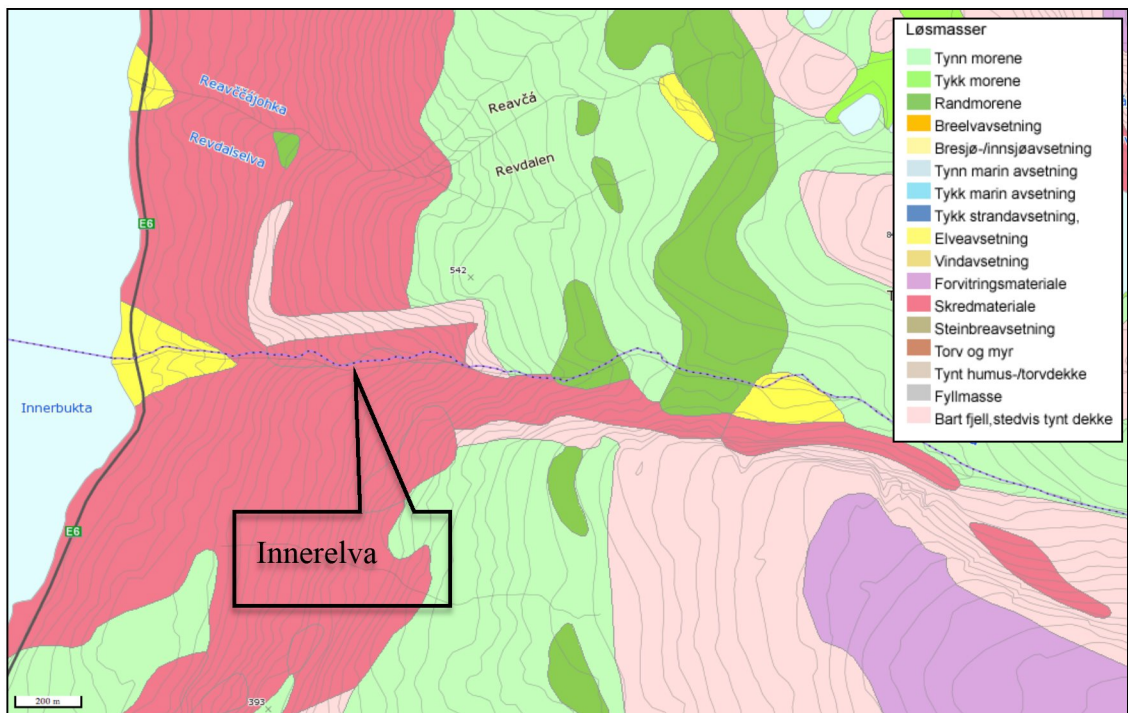 Reavččájohka
Revdalselva
Reavčá
Revdalen
E6
542
Innerbukta
E6
Innerelva
393
200 m
Løsmasser
Tynn morene
Tykk morene
Randmorene
Breelvavsetning
Bresjø-/innsjøavsetning
Tynn marin avsetning
Tykk marin avsetning
Tykk strandavsetning,
Elveavsetning
Vindavsetning
Forvitringsmateriale
Skredmateriale
Steinbreavsetning
Torv og myr
Tynt humus-/torvdekke
Fyllmasse
Bart fjell,stedvis tynt dekke